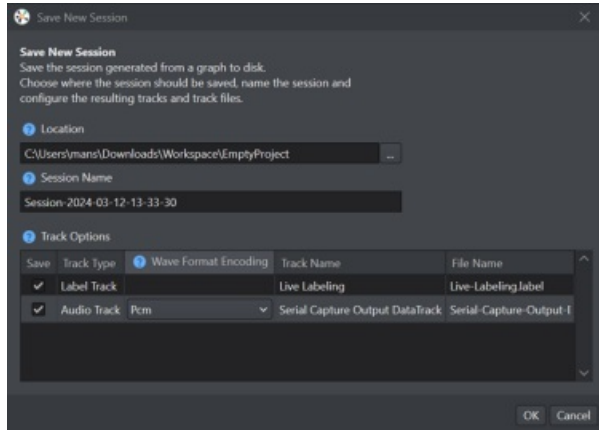 Save New Session
Save New Session
Save the session generated from a graph to disk.
Choose where the session should be saved, name the session and
configure the resulting tracks and track files.
Location
C:\Users\mans\Downloads\Workspace\EmptyProject
...
Session Name
Session-2024-03-12-13-33-30
Track Options
Save Track Type Wave Format Encoding Track Name File Name
Label Track Live Labeling Live-Labeling.label
Audio Track Pcm Serial Capture Output DataTrack Serial-Capture-Output-
OK Cancel